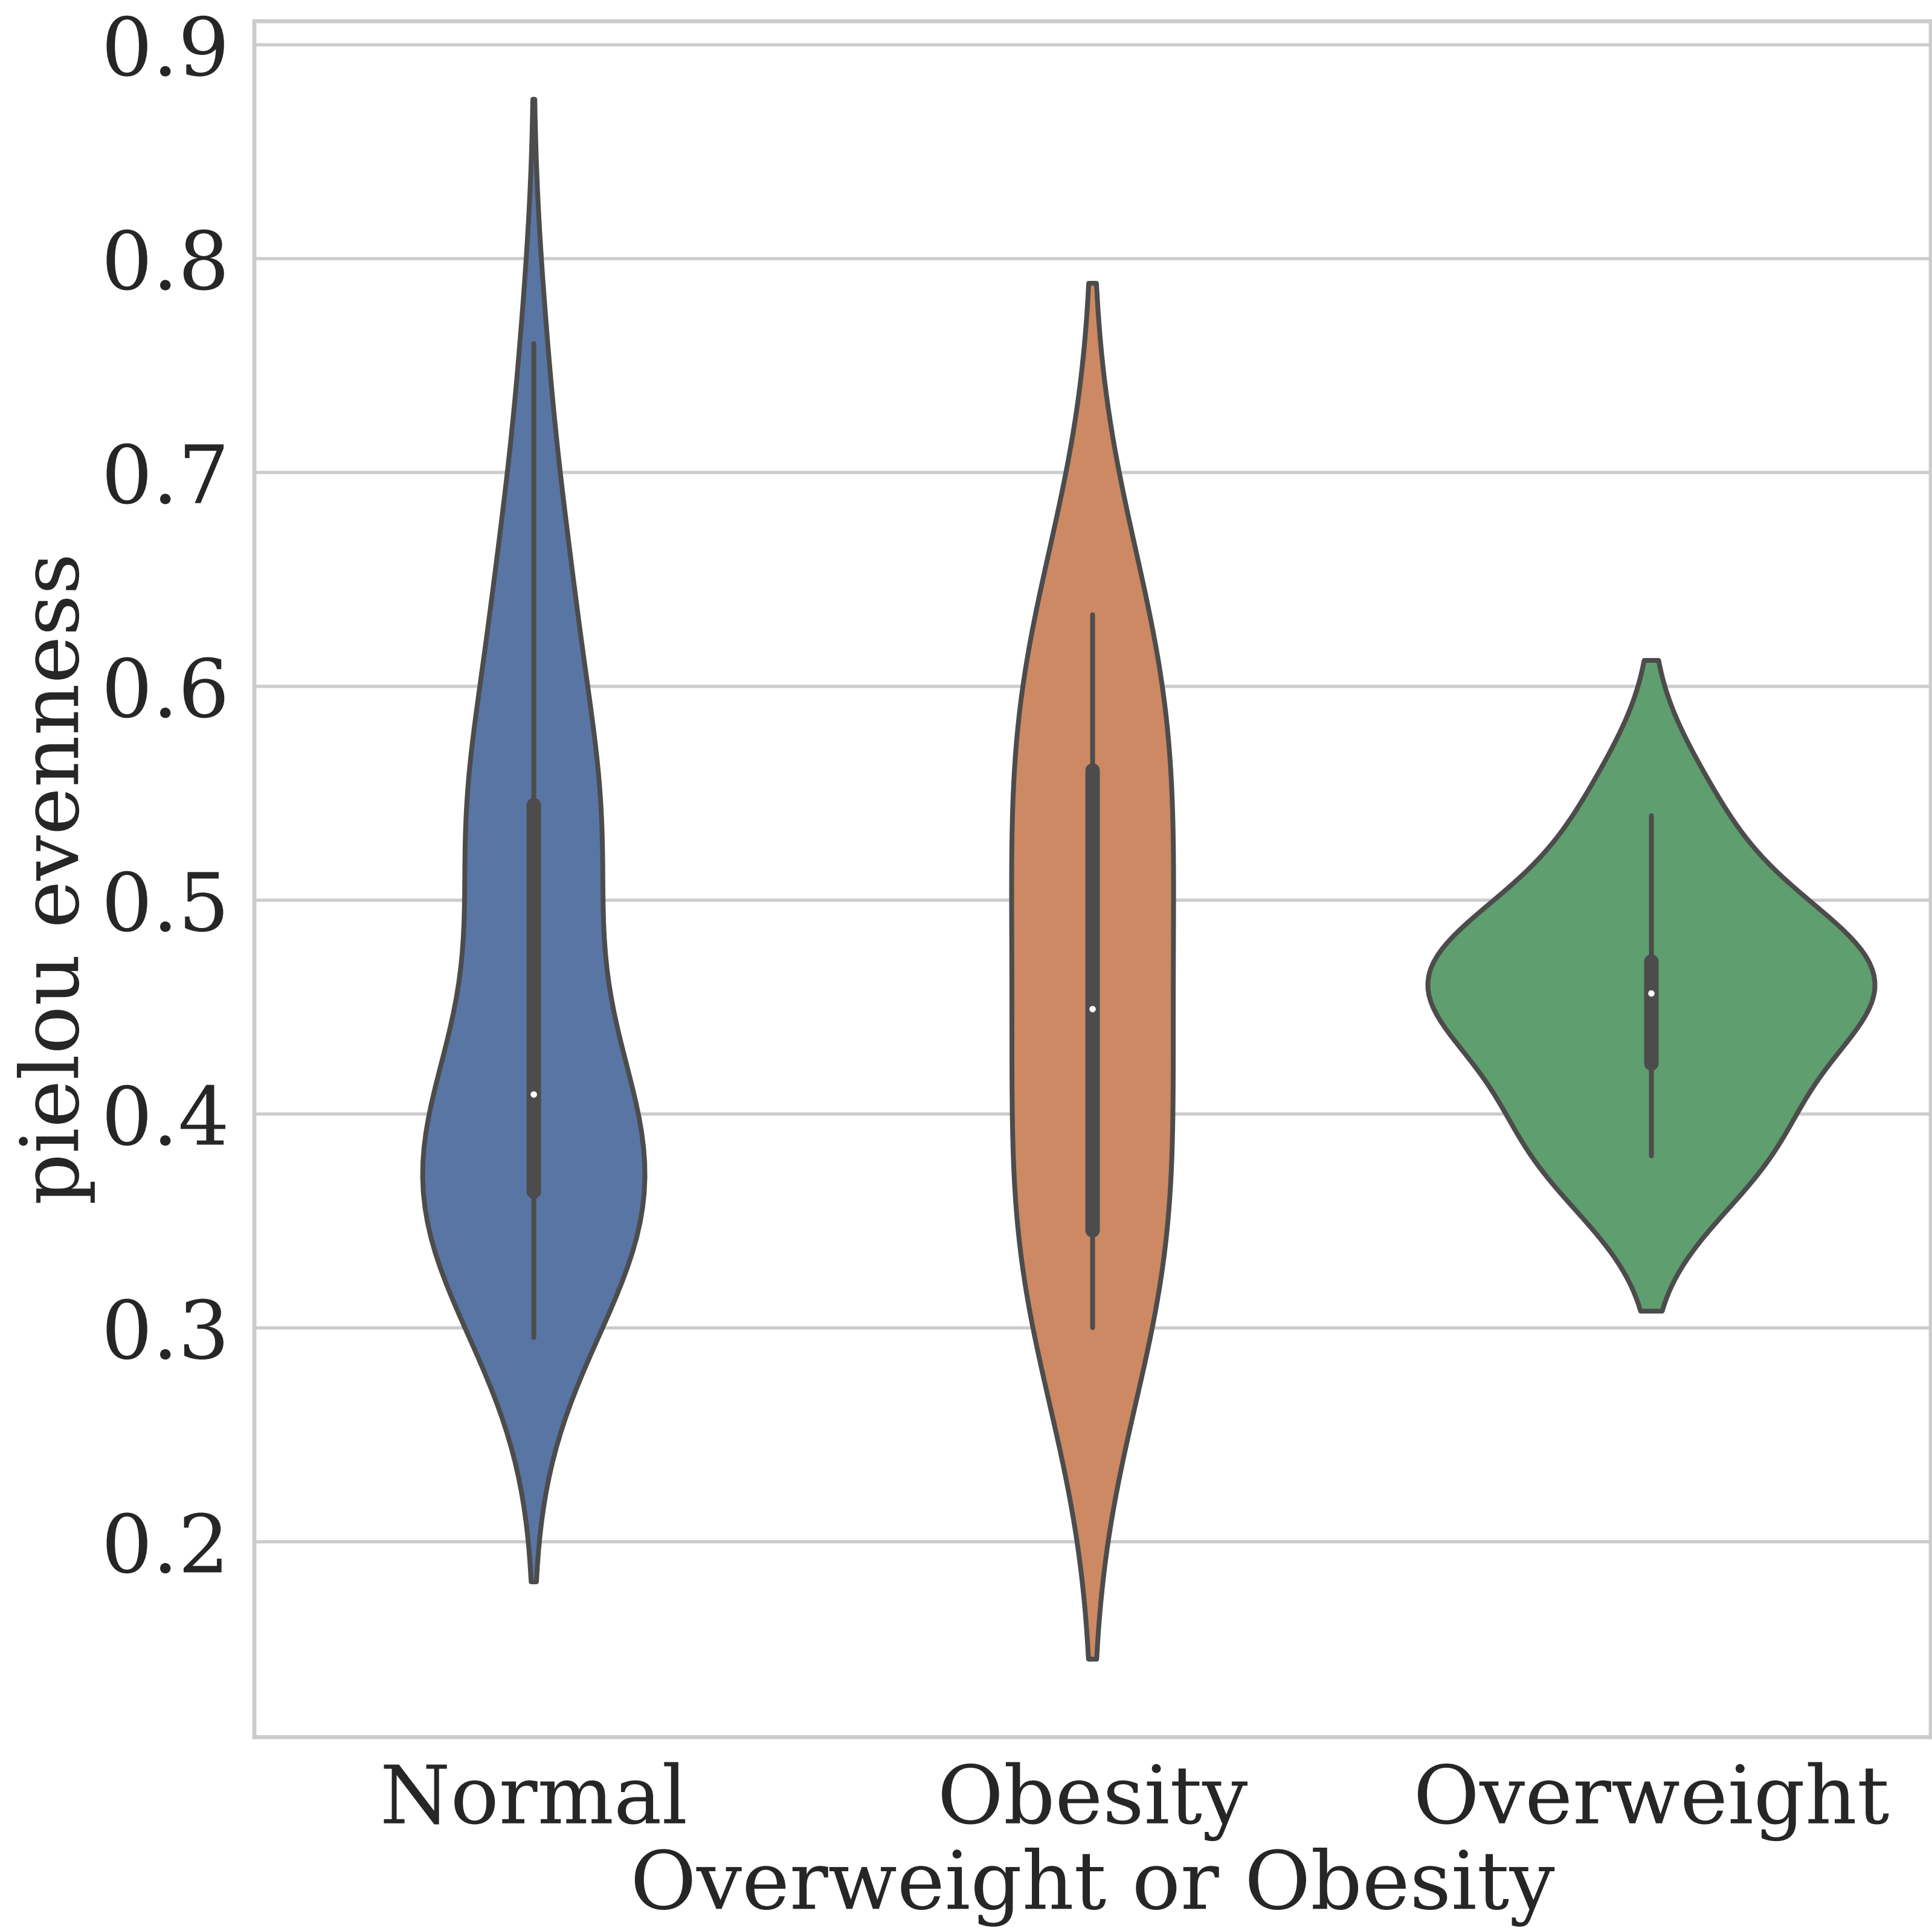 pielou evenness
0.9
0.8
0.7
0.6
0.5
0.4
0.3
0.2
Normal Obesity Overweight
Overweight or Obesity